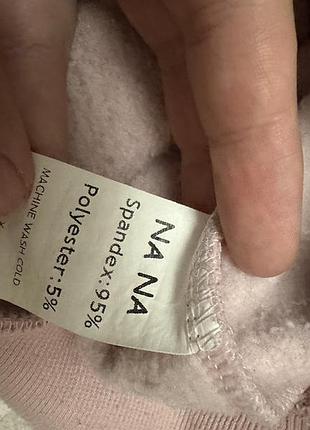 NA NA
Spandex:95%
Polyester:5%
MACHINE WASH COLD